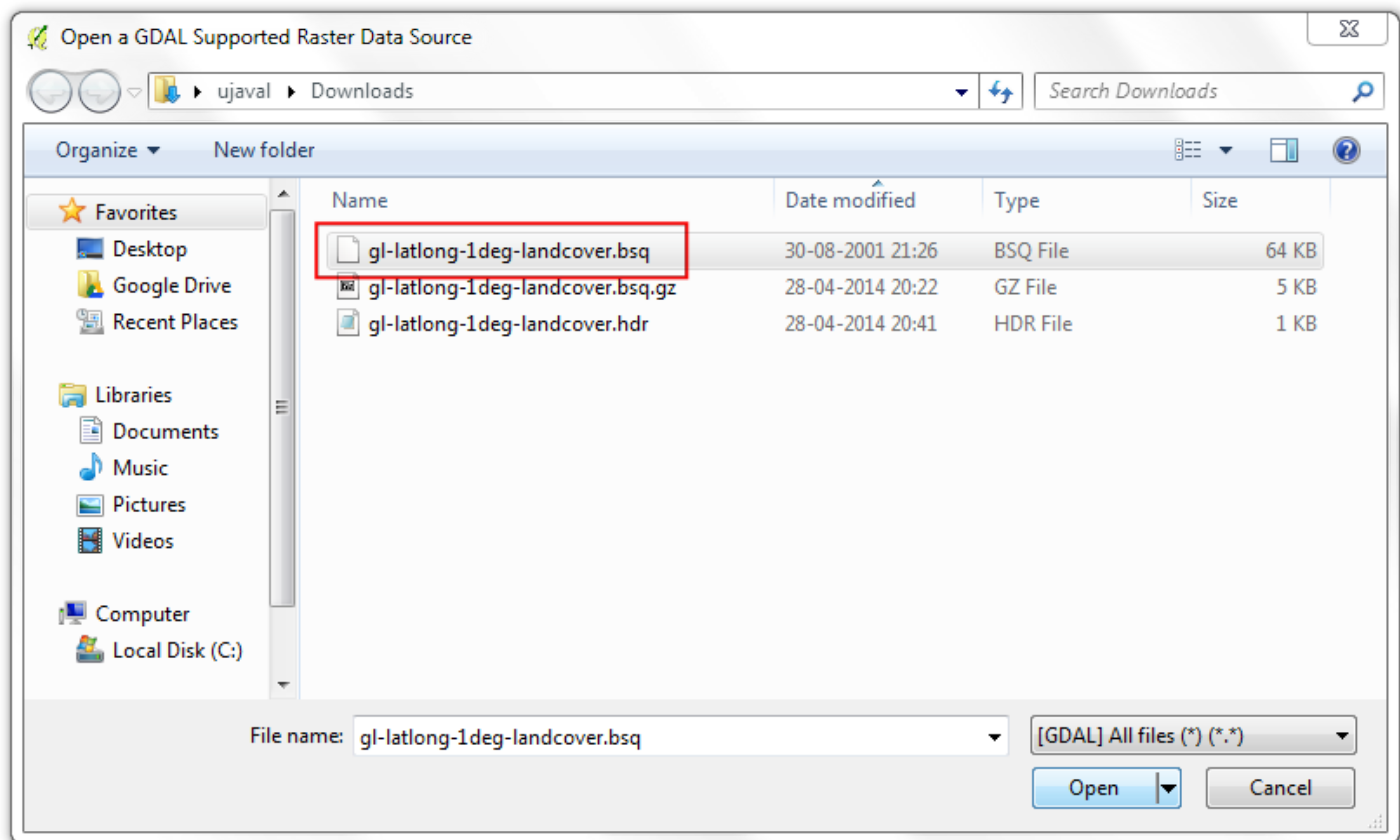 Open a GDAL Supported Raster Data Source
ujaval Downloads
Search Downloads
Organize New folder
Name Date modified Type Size
gl-latlong-1deg-landcover.bsq 30-08-2001 21:26 BSQ File 64 KB
gl-latlong-1deg-landcover.bsq.gz 28-04-2014 20:22 GZ File 5 KB
gl-latlong-1deg-landcover.hdr 28-04-2014 20:41 HDR File 1 KB
Favorites
Desktop
Google Drive
Recent Places
Libraries
Documents
Music
Pictures
Videos
Computer
Local Disk (C:)
File name: gl-latlong-1deg-landcover.bsq [GDAL] All files (*) (*.*)
Open Cancel